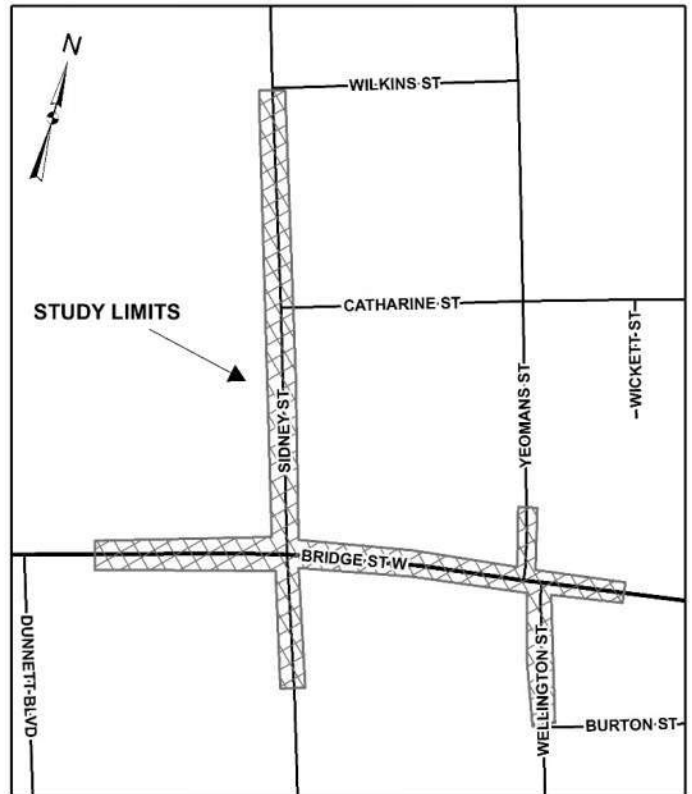 N
WILKINS ST
CATHARINE ST
STUDY LIMITS
WICKETT ST
YEOMANS ST
SIDNEY ST
BRIDGE ST W
DUNNETT BLVD
WELLINGTON ST
BURTON ST